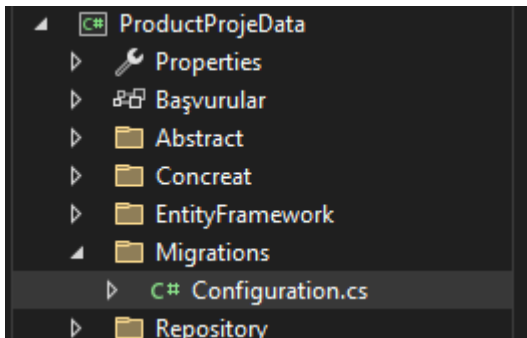 C# ProductProjeData
Properties
Başvurular
Abstract
Concreat
EntityFramework
Migrations
C# Configuration.cs
Repository